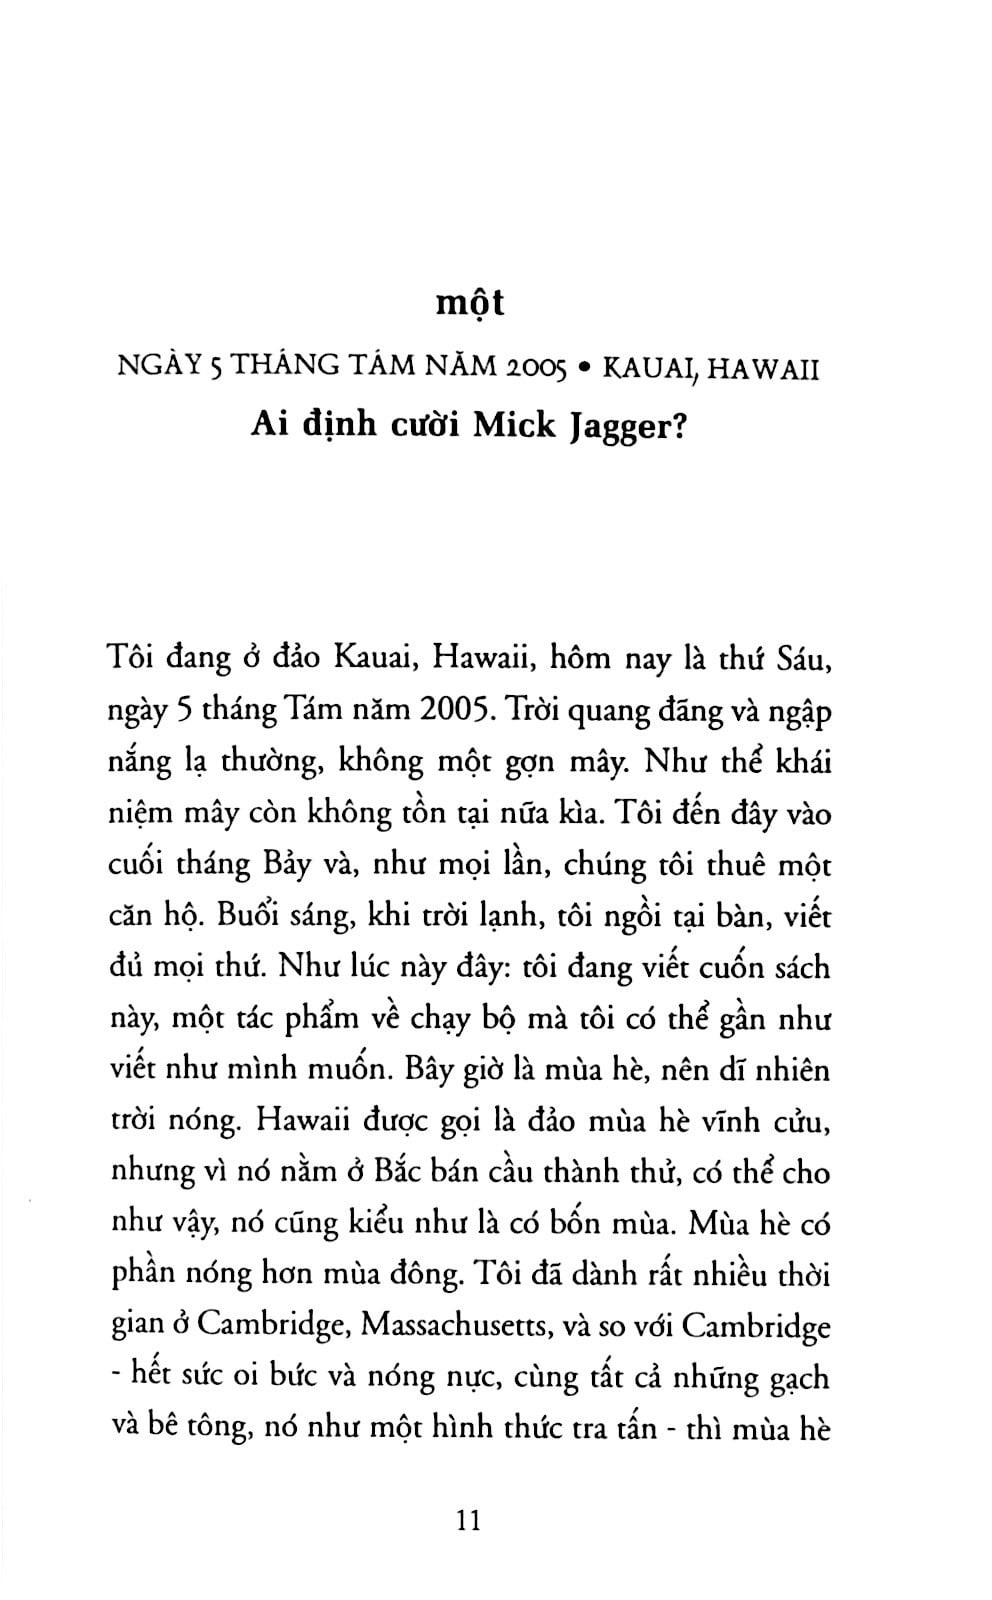 một
NGÀY 5 THÁNG TÁM NĂM 2005 • KAUAI, HAWAII
Ai định cười Mick Jagger?
Tôi đang ở đảo Kauai, Hawaii, hôm nay là thứ Sáu,
ngày 5 tháng Tám năm 2005. Trời quang đãng và ngập
nắng lạ thường, không một gợn mây. Như thể khái
niệm mây còn không tồn tại nữa kìa. Tôi đến đây vào
cuối tháng Bảy và, như mọi lần, chúng tôi thuê một
căn hộ. Buổi sáng, khi trời lạnh, tôi ngồi tại bàn, viết
đủ mọi thứ. Như lúc này đây: tôi đang viết cuốn sách
này, một tác phẩm về chạy bộ mà tôi có thể gần như
viết như mình muốn. Bây giờ là mùa hè, nên dĩ nhiên
trời nóng. Hawaii được gọi là đảo mùa hè vĩnh cửu,
nhưng vì nó nằm ở Bắc bán cầu thành thử, có thể cho
như vậy, nó cũng kiểu như là có bốn mùa. Mùa hè có
phần nóng hơn mùa đông. Tôi đã dành rất nhiều thời
gian ở Cambridge, Massachusetts, và so với Cambridge
- hết sức oi bức và nóng nực, cùng tất cả những gạch
và bê tông, nó như một hình thức tra tấn - thì mùa hè
11